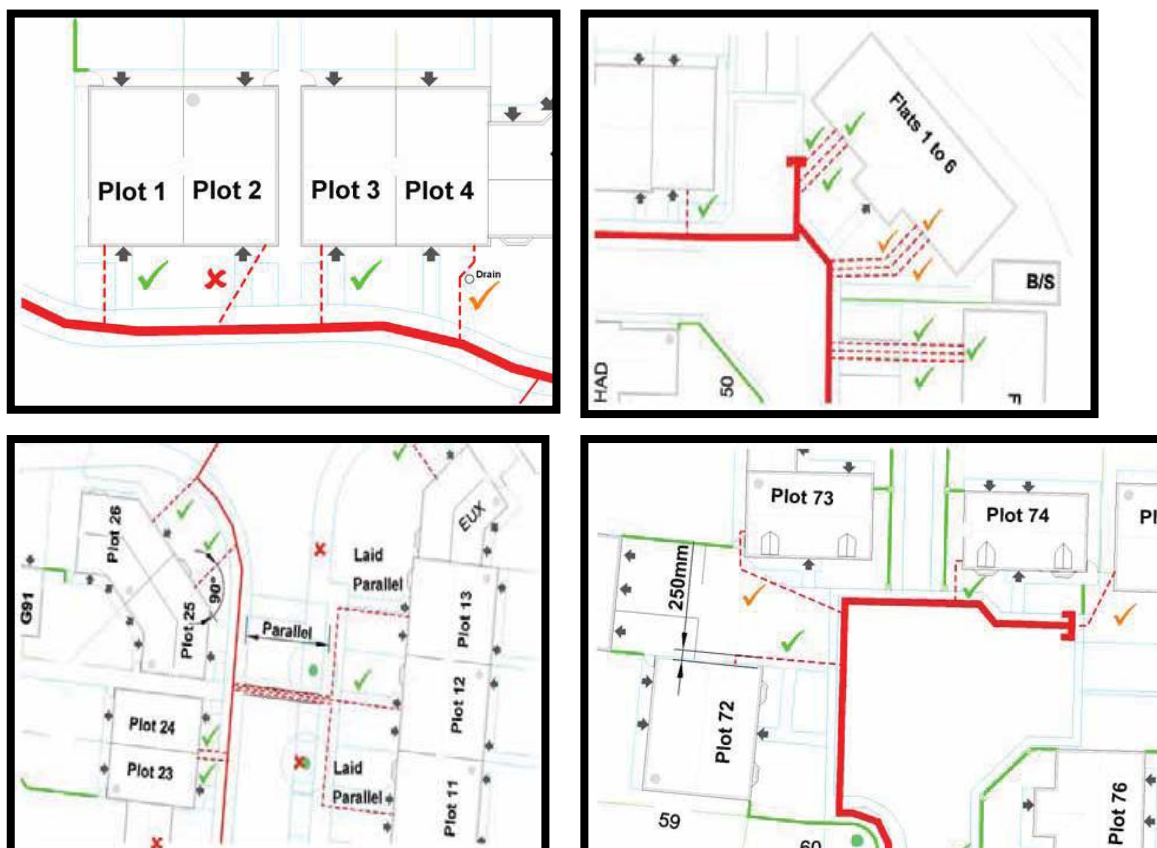 Plot 1
Plot 2
Plot 3
Plot 4
Drain
Flats 1 to 6
B/S
HAD
50
F
Plot 26
EUX
Laid
Parallel
G91
90°
Plot 25
Parallel
Plot 13
Plot 24
Plot 12
Plot 23
Laid
Parallel
Plot 11
Plot 73
Plot 74
Pl
250mm
Plot 72
Plot 76
59
60